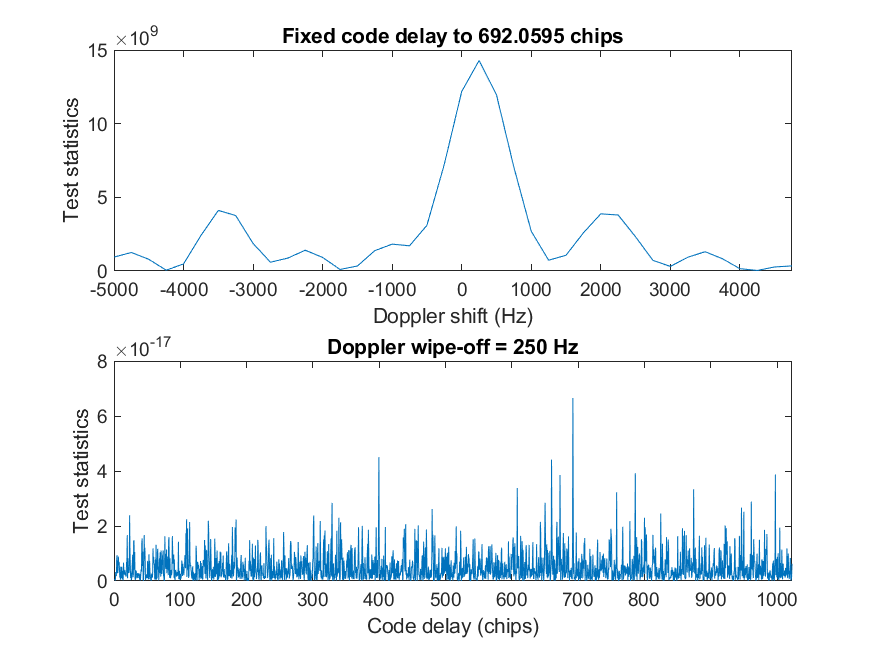 ×10^9
Fixed code delay to 692.0595 chips
15
10
5
0
Test statistics
-5000 -4000 -3000 -2000 -1000 0 1000 2000 3000 4000
Doppler shift (Hz)
×10^-17
Doppler wipe-off = 250 Hz
8
6
4
2
0
Test statistics
0 100 200 300 400 500 600 700 800 900 1000
Code delay (chips)